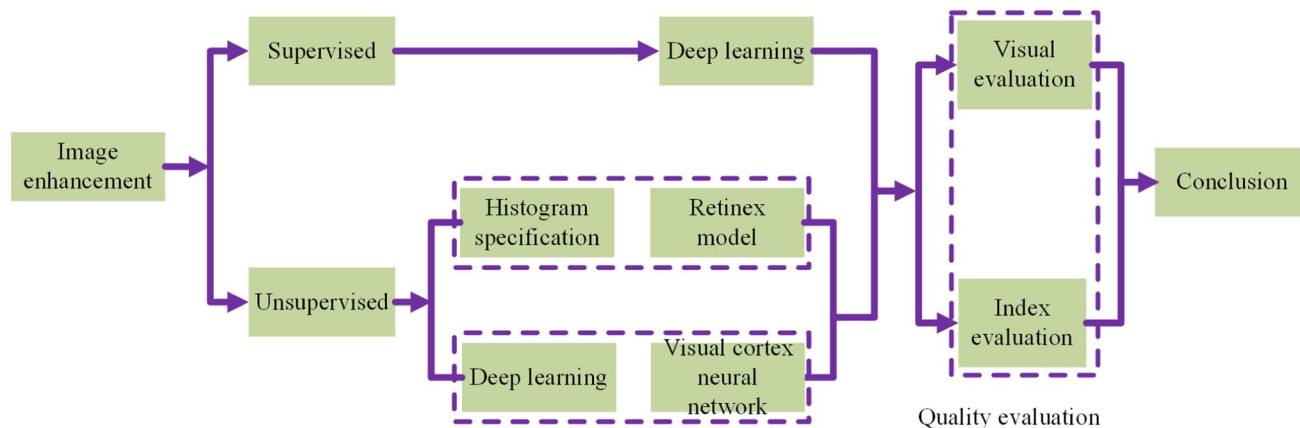 Supervised
Deep learning
Visual
evaluation
Image
enhancement
Conclusion
Histogram
specification
Retinex
model
Unsupervised
Deep learning
Visual cortex
neural
network
Index
evaluation
Quality evaluation